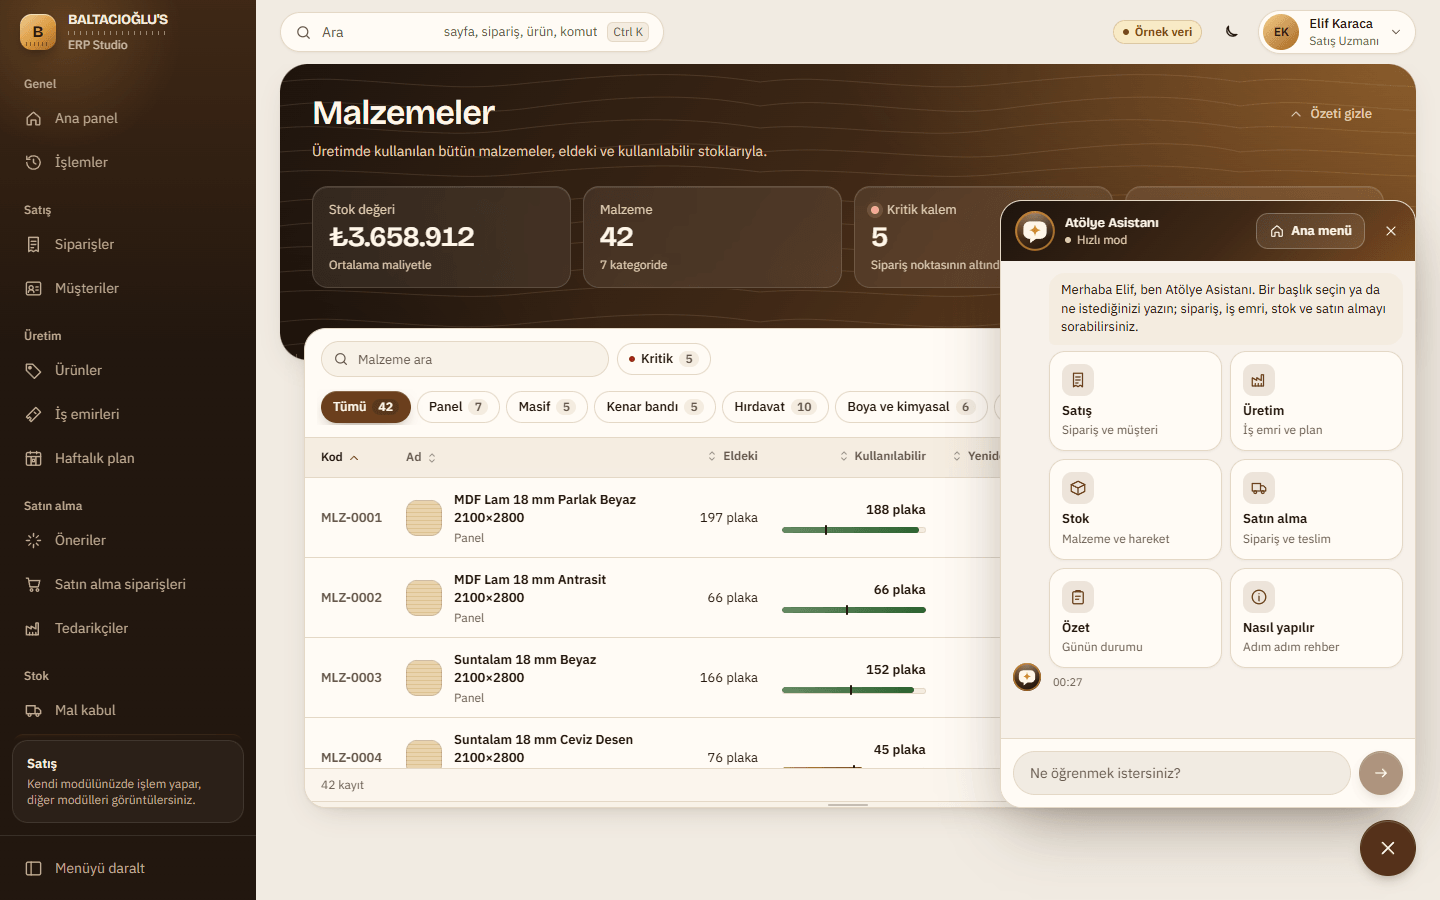 B
BALTACIOĞLU'S
ERP Studio
Genel
Ana panel
İşlemler
Satış
Siparişler
Müşteriler
Üretim
Ürünler
İş emirleri
Haftalık plan
Satın alma
Öneriler
Satın alma siparişleri
Tedarikçiler
Stok
Mal kabul
Satış
Kendi modülünüzde işlem yapar,
diğer modülleri görüntülersiniz.
Menüyü daralt
Ara
sayfa, sipariş, ürün, komut
Ctrl K
Örnek veri
EK
Elif Karaca
Satış Uzmanı
Malzemeler
Özeti gizle
Üretimde kullanılan bütün malzemeler, eldeki ve kullanılabilir stoklarıyla.
Stok değeri
₺3.658.912
Ortalama maliyetle
Malzeme
42
7 kategoride
Kritik kalem
5
Sipariş noktasının altınd
Malzeme ara
Kritik 5
Tümü 42
Panel 7
Masif 5
Kenar bandı 5
Hırdavat 10
Boya ve kimyasal 6
Kod
Ad
Eldeki
Kullanılabilir
Yenid
MLZ-0001
MDF Lam 18 mm Parlak Beyaz
2100×2800
Panel
197 plaka
188 plaka
MLZ-0002
MDF Lam 18 mm Antrasit
2100×2800
Panel
66 plaka
66 plaka
MLZ-0003
Suntalam 18 mm Beyaz
2100×2800
Panel
166 plaka
152 plaka
MLZ-0004
Suntalam 18 mm Ceviz Desen
2100×2800
76 plaka
45 plaka
42 kayıt
Atölye Asistanı
Hızlı mod
Ana menü
Merhaba Elif, ben Atölye Asistanı. Bir başlık seçin ya da
ne istediğinizi yazın; sipariş, iş emri, stok ve satın almayı
sorabilirsiniz.
Satış
Sipariş ve müşteri
Üretim
İş emri ve plan
Stok
Malzeme ve hareket
Satın alma
Sipariş ve teslim
Özet
Günün durumu
Nasıl yapılır
Adım adım rehber
00:27
Ne öğrenmek istersiniz?